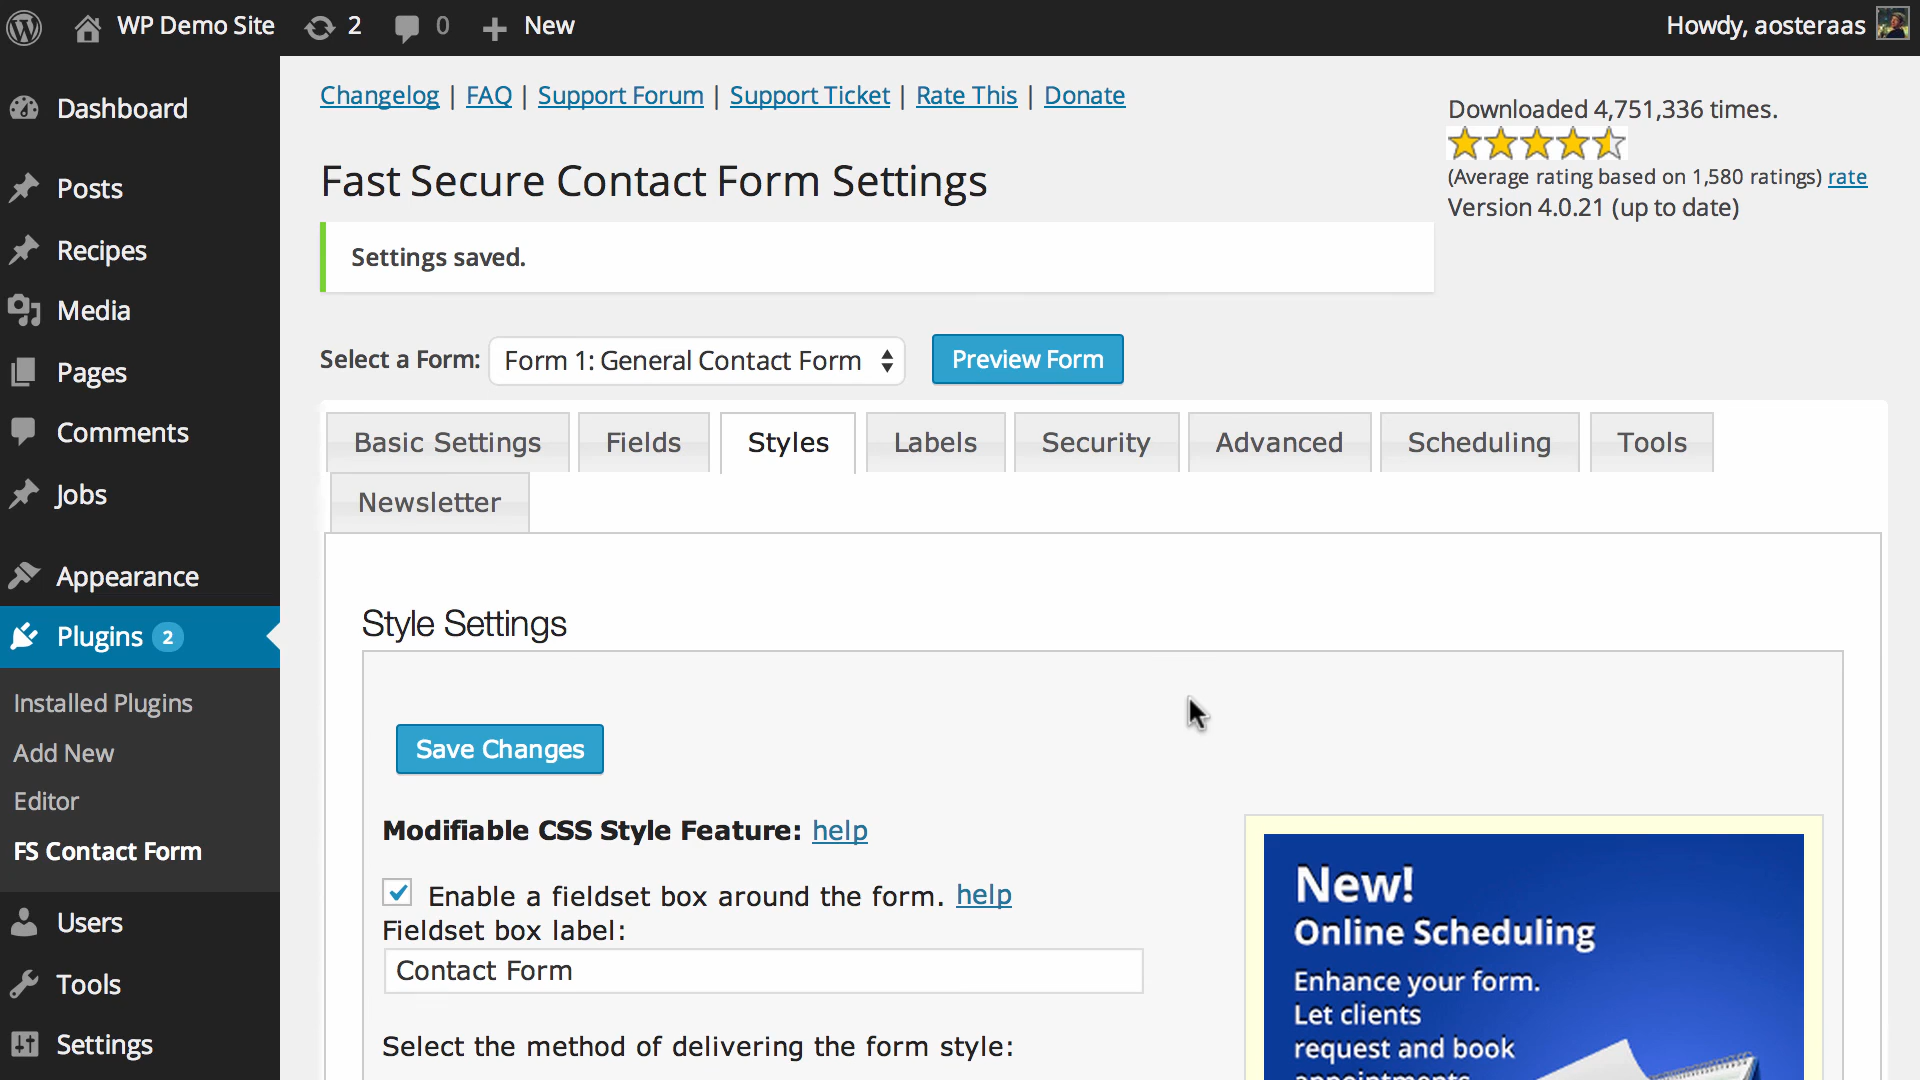 WP Demo Site 2 0 New Howdy, aosteraas
Dashboard
Posts
Recipes
Media
Pages
Comments
Jobs
Appearance
Plugins 2
Installed Plugins
Add New
Editor
FS Contact Form
Users
Tools
Settings
Changelog | FAQ | Support Forum | Support Ticket | Rate This | Donate
Downloaded 4,751,336 times.
(Average rating based on 1,580 ratings) rate
Version 4.0.21 (up to date)
Fast Secure Contact Form Settings
Settings saved.
Select a Form: Form 1: General Contact Form Preview Form
Basic Settings Fields Styles Labels Security Advanced Scheduling Tools
Newsletter
Style Settings
Save Changes
Modifiable CSS Style Feature: help
Enable a fieldset box around the form. help
Fieldset box label:
Contact Form
Select the method of delivering the form style:
New!
Online Scheduling
Enhance your form.
Let clients
request and book
appointments